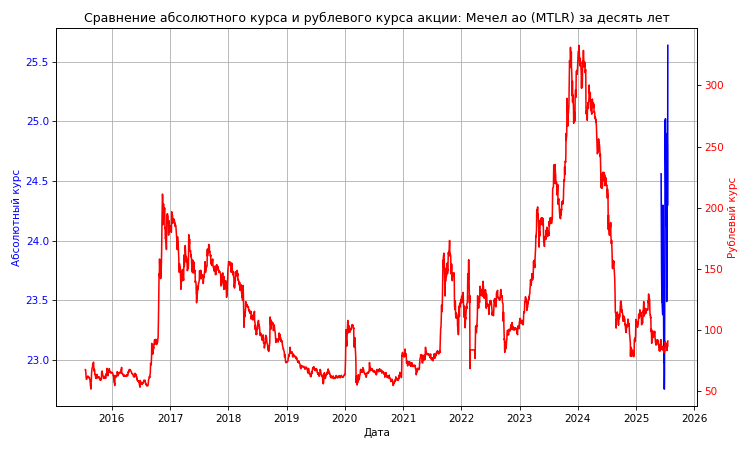 Сравнение абсолютного курса и рублевого курса акции: Мечел ао (MTLR) за десять лет
25.5
25.0
24.5
24.0
23.5
23.0
Абсолютный курс
300
250
200
150
100
50
Рублевый курс
2016 2017 2018 2019 2020 2021 2022 2023 2024 2025 2026
Дата